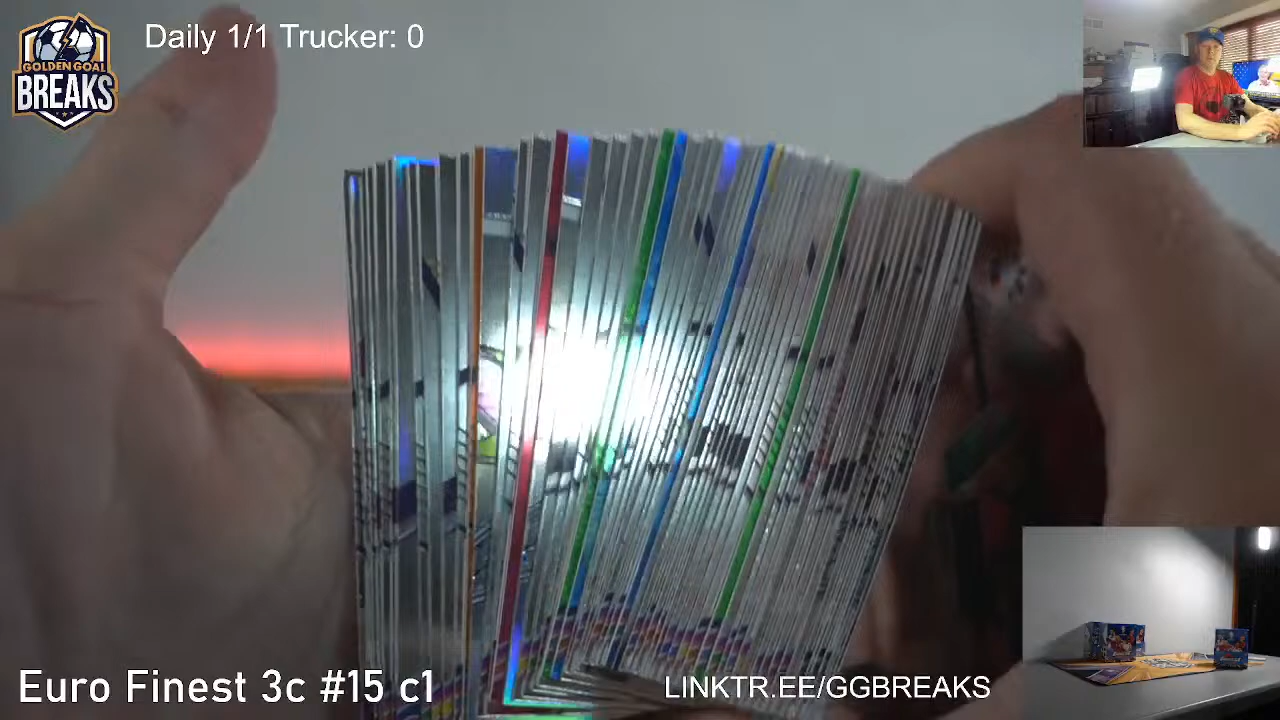 GOLDEN GOAL
BREAKS
Daily 1/1 Trucker: 0
Euro Finest 3c #15 c1
LINKTR.EE/GGBREAKS